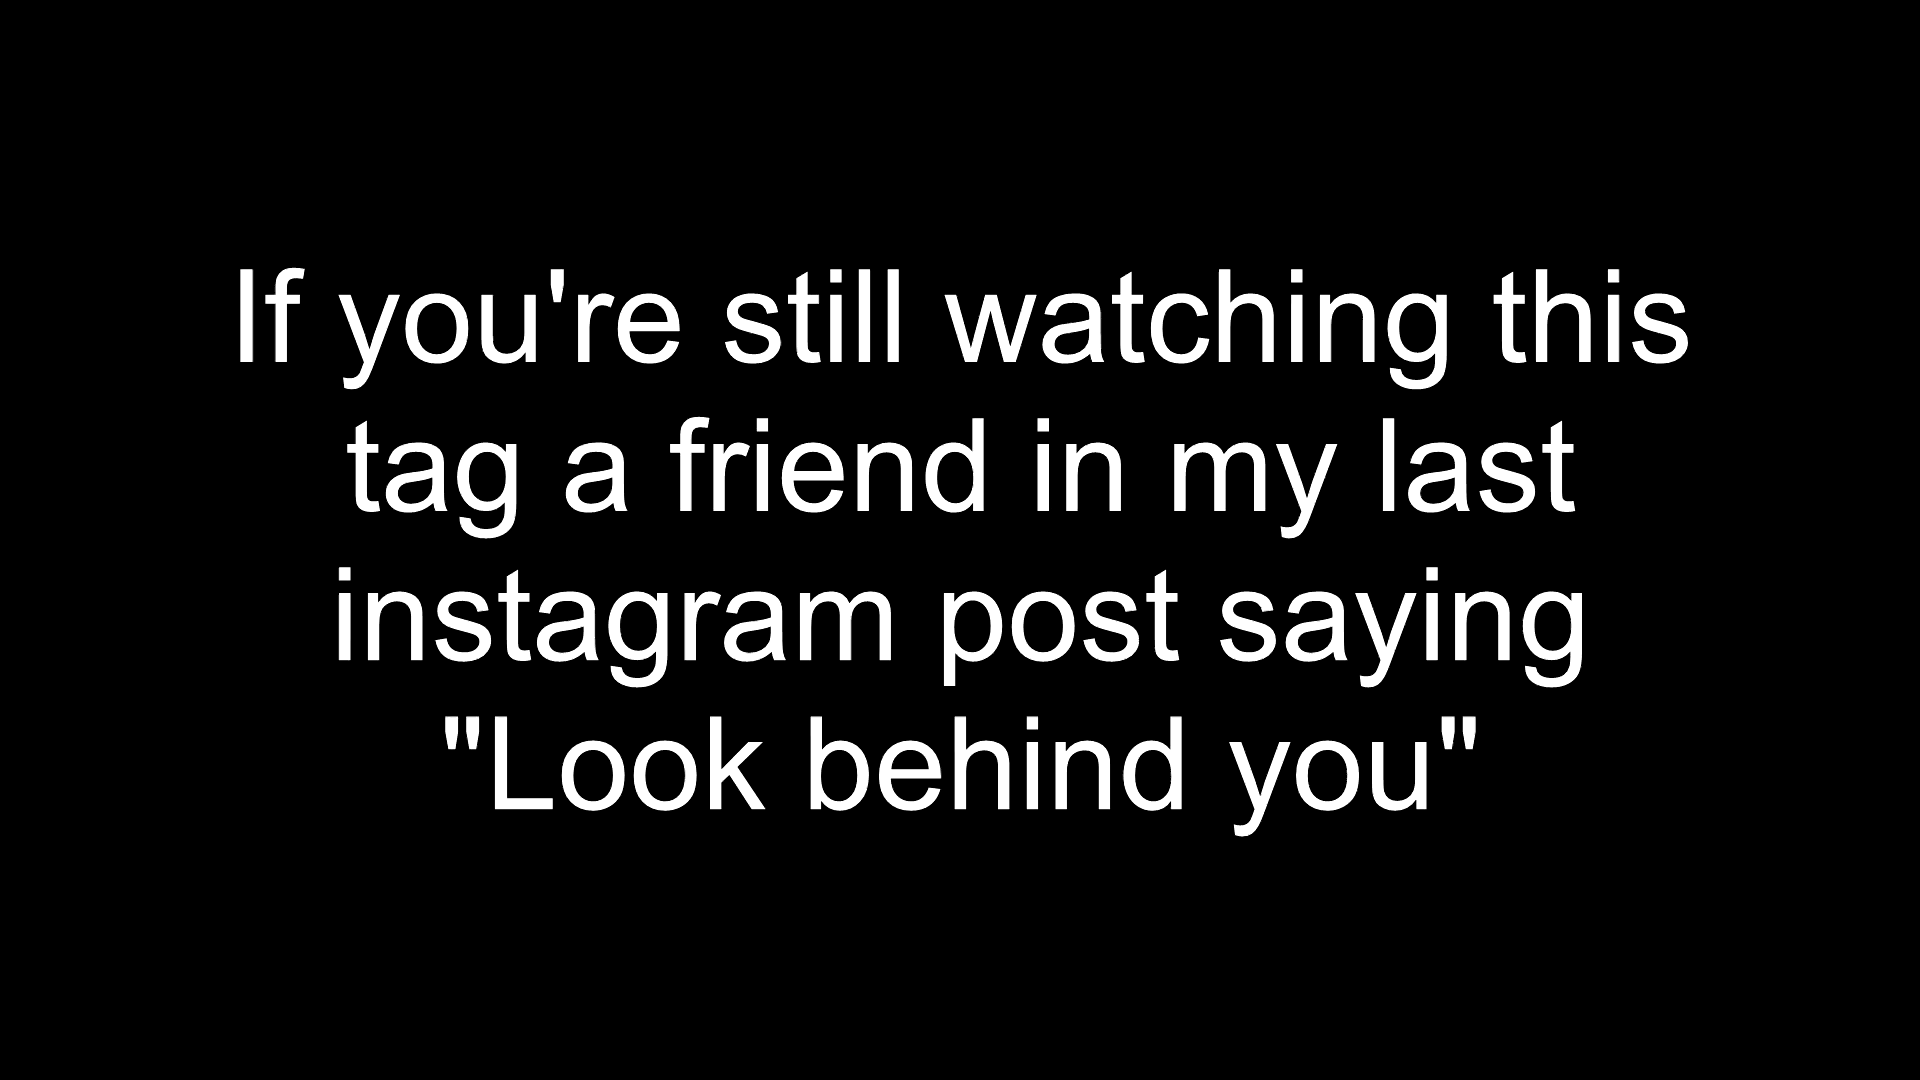 If you're still watching this
tag a friend in my last
instagram post saying
"Look behind you"